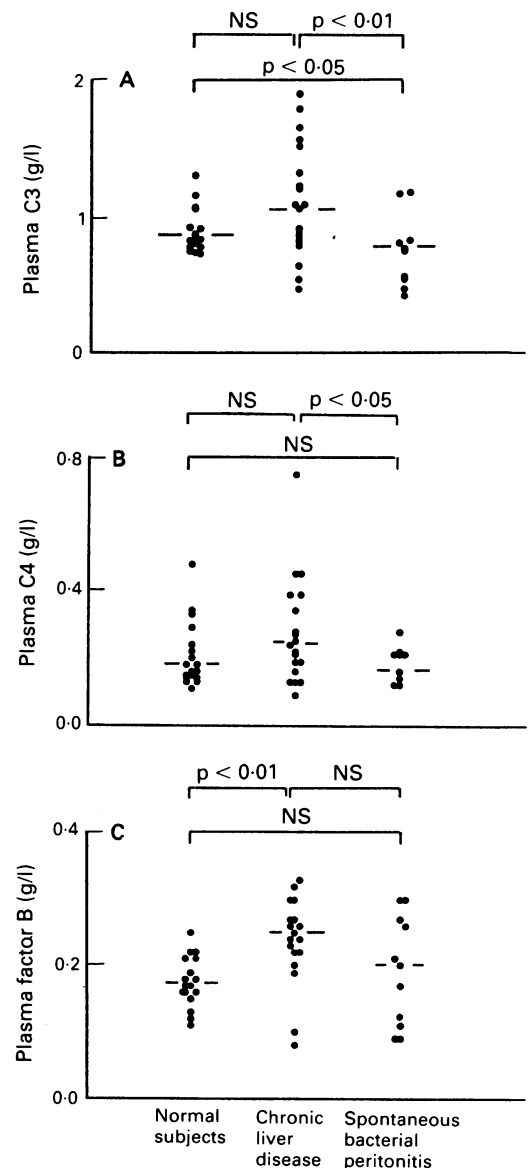 NS p < 0·01
p < 0·05
2 A
Plasma C3 (g/l)
1
0
NS p < 0·05
NS
0·8 B
Plasma C4 (g/l)
0·4
0·0
p < 0·01 NS
NS
0·4 C
Plasma factor B (g/l)
0·2
0·0
Normal Chronic Spontaneous
subjects liver bacterial
disease peritonitis